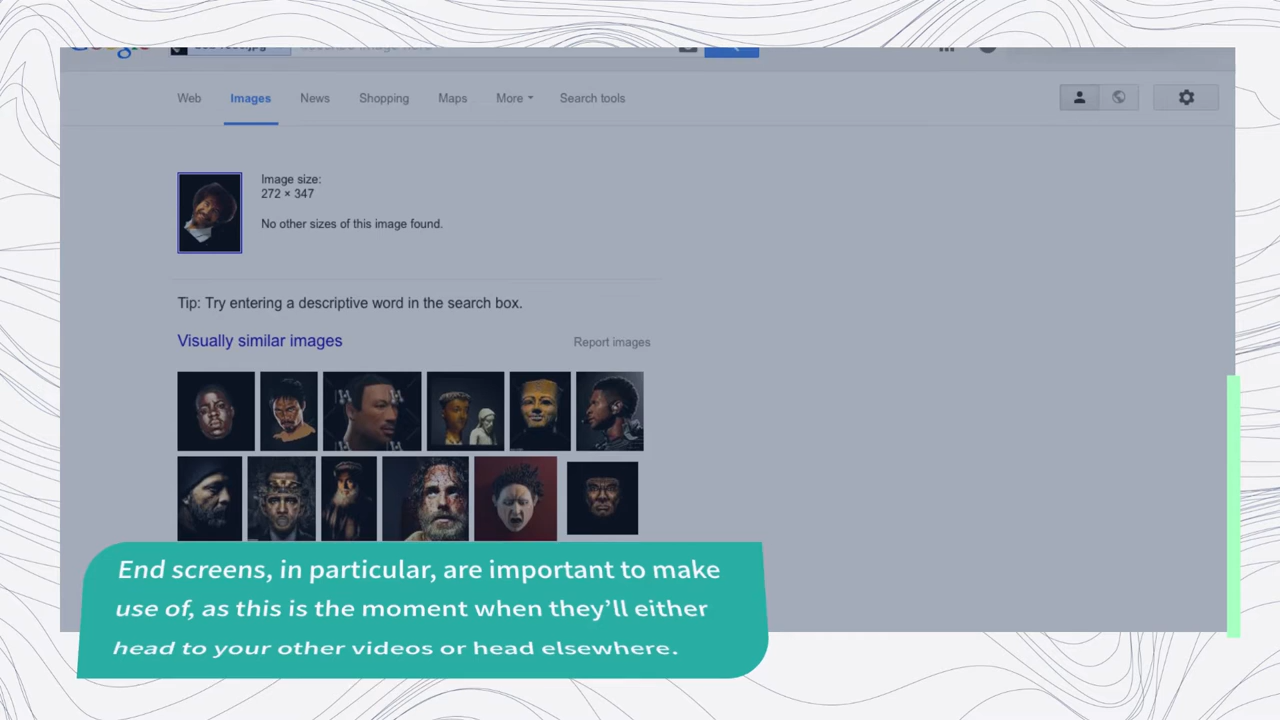 Google
Web Images News Shopping Maps More Search tools
Image size:
272 × 347
No other sizes of this image found.
Tip: Try entering a descriptive word in the search box.
Visually similar images Report images
End screens, in particular, are important to make
use of, as this is the moment when they’ll either
head to your other videos or head elsewhere.